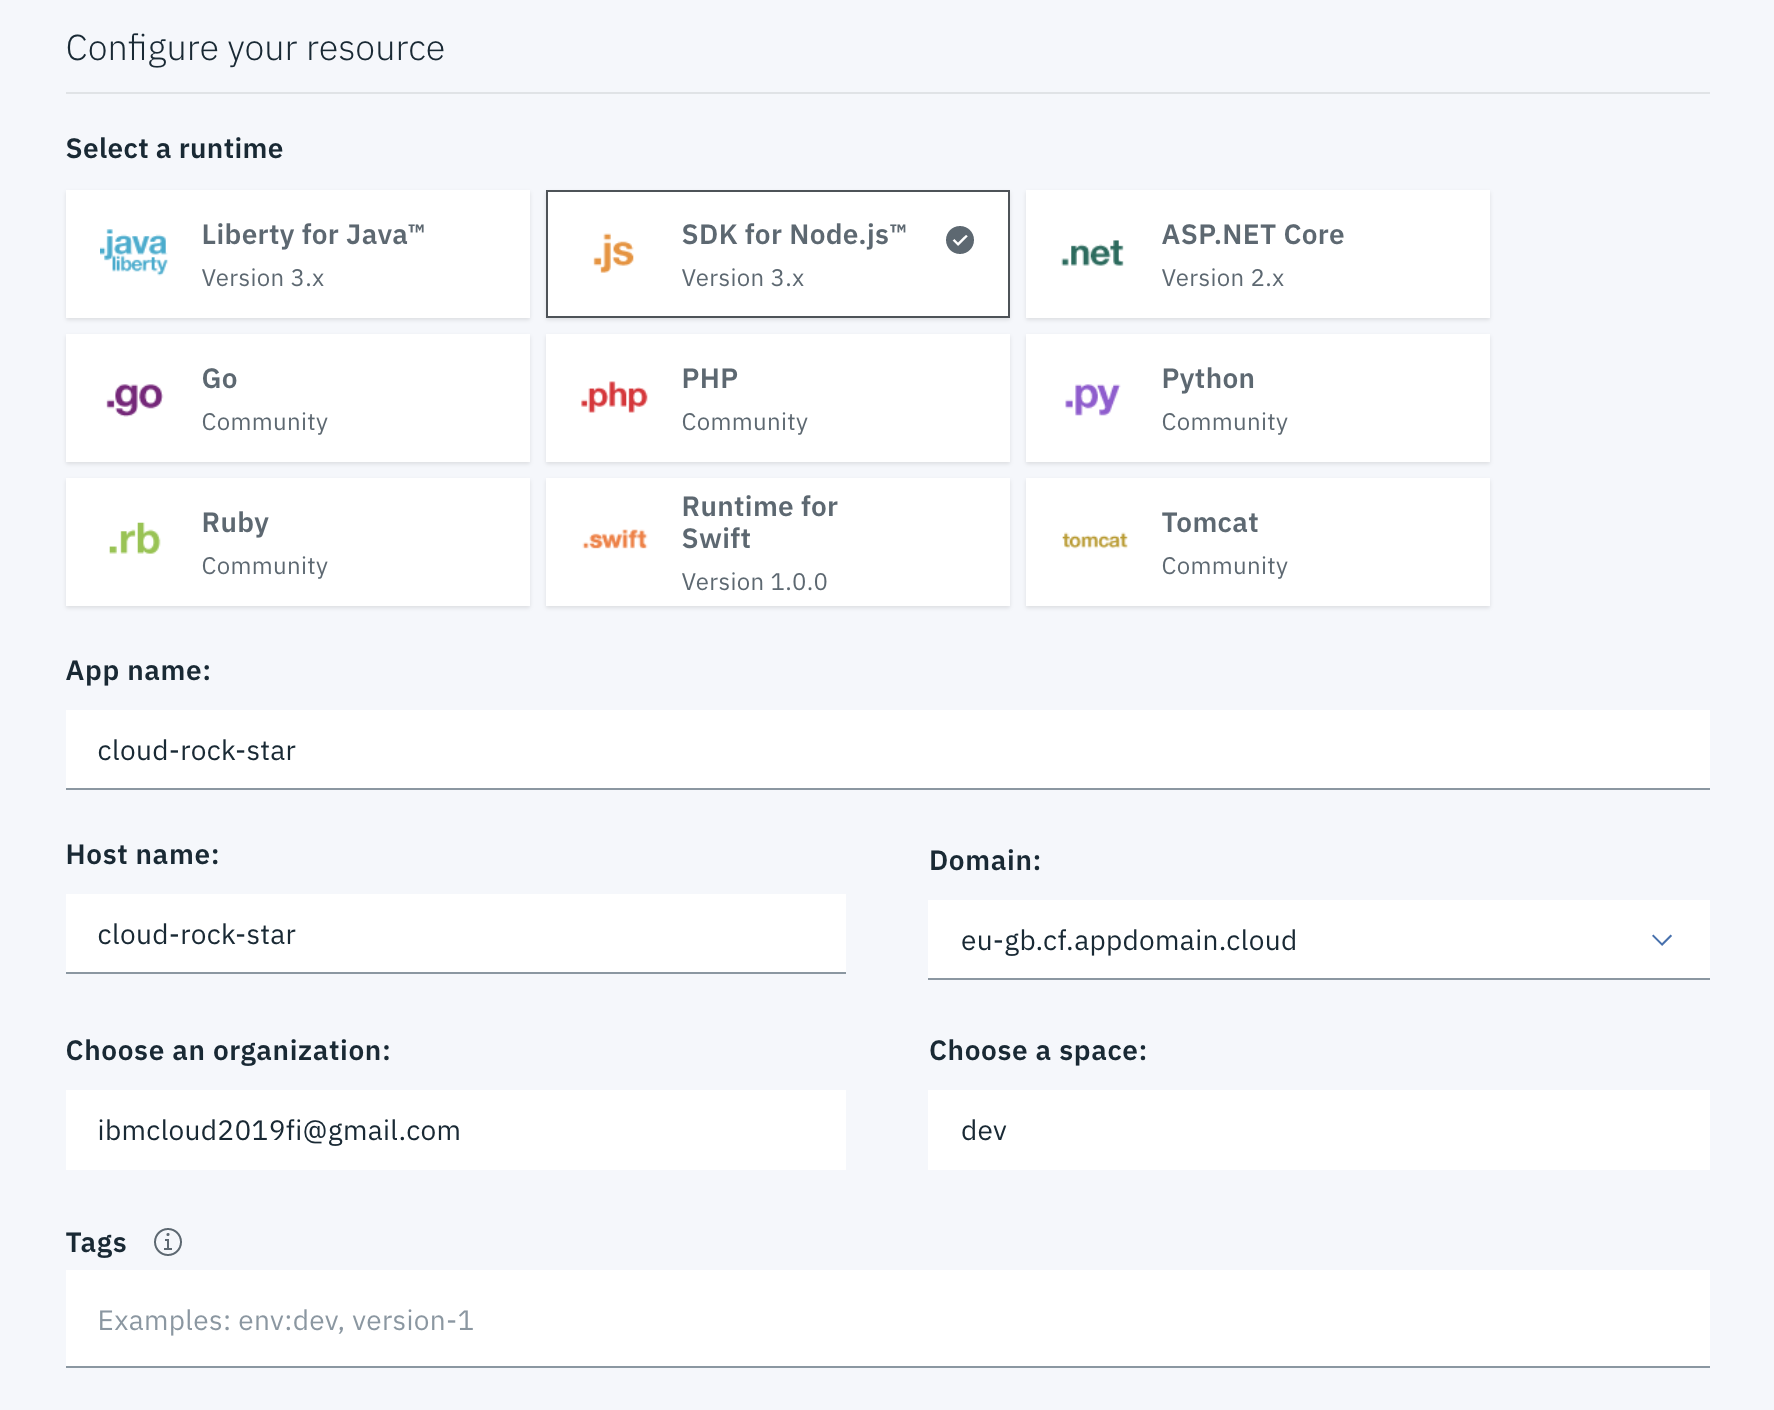 Configure your resource
Select a runtime
.java
liberty
Liberty for Java™
Version 3.x
.js
SDK for Node.js™
Version 3.x
.net
ASP.NET Core
Version 2.x
.go
Go
Community
.php
PHP
Community
.py
Python
Community
.rb
Ruby
Community
.swift
Runtime for
Swift
Version 1.0.0
tomcat
Tomcat
Community
App name:
cloud-rock-star
Host name:
cloud-rock-star
Domain:
eu-gb.cf.appdomain.cloud
Choose an organization:
ibmcloud2019fi@gmail.com
Choose a space:
dev
Tags
Examples: env:dev, version-1